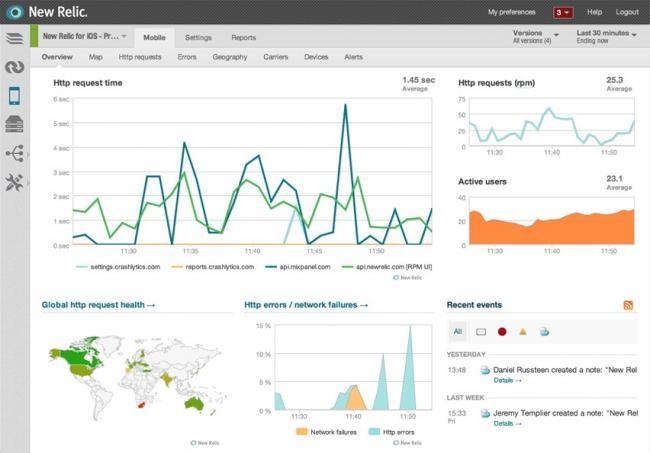 New Relic.
My preferences 3 Help Logout
New Relic for iOS - Pr...
Mobile Settings Reports
Versions
All versions (4)
Last 30 minutes
Ending now
Overview Map Http requests Errors Geography Carriers Devices Alerts
Http request time
1.45 sec
Average
6 sec
5 sec
4 sec
3 sec
2 sec
1 sec
0 sec
11:30 11:35 11:40 11:45 11:50
settings.crashlytics.com reports.crashlytics.com api.mixpanel.com api.newrelic.com [RPM UI]
New Relic
Http requests (rpm)
25.3
Average
75
50
25
0
11:30 11:40 11:50
Active users
23.1
Average
40
20
0
11:30 11:40 11:50
Global http request health →
New Relic
Http errors / network failures →
15 %
10 %
5 %
0 %
11:30 11:40 11:50
Network failures Http errors
New Relic
Recent events
All
YESTERDAY
13:48 Daniel Russteen created a note: "New Rel
Details →
LAST WEEK
15:33 Jeremy Templier created a note: "New Rel
Fri
Details →